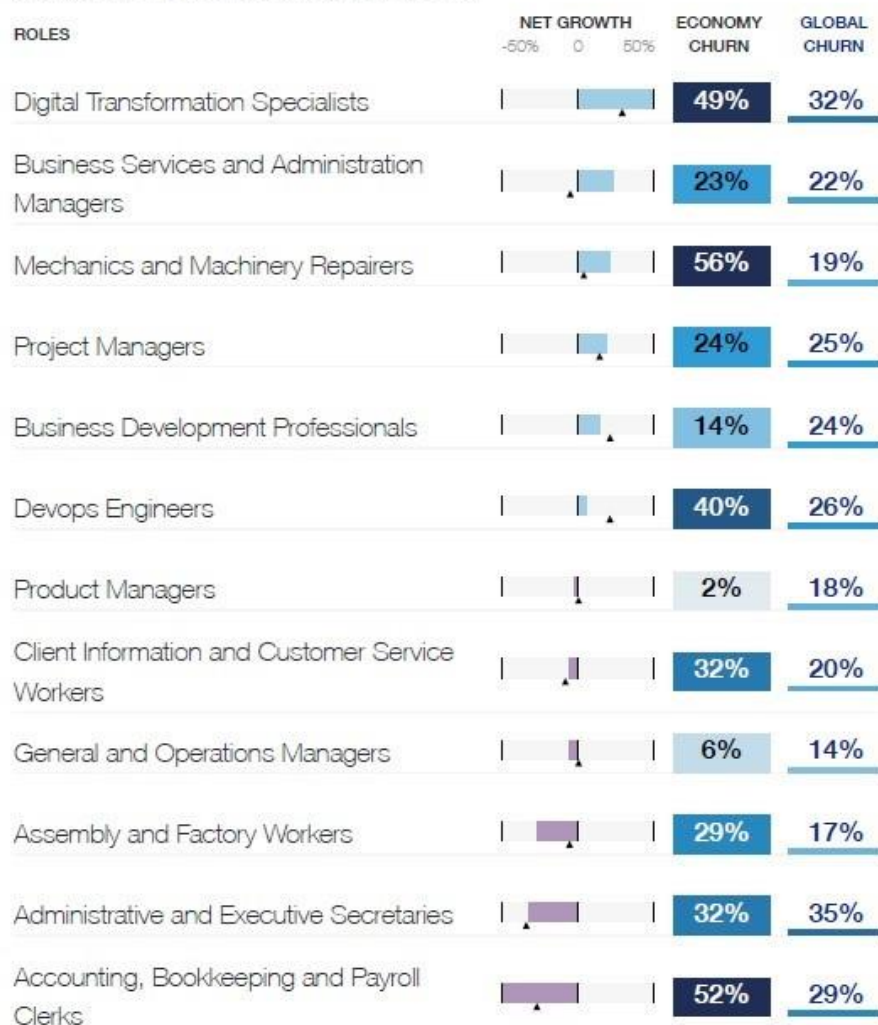 ROLES NET GROWTH ECONOMY GLOBAL
-50% 0 50% CHURN CHURN
Digital Transformation Specialists 49% 32%
Business Services and Administration
Managers 23% 22%
Mechanics and Machinery Repairers 56% 19%
Project Managers 24% 25%
Business Development Professionals 14% 24%
Devops Engineers 40% 26%
Product Managers 2% 18%
Client Information and Customer Service
Workers 32% 20%
General and Operations Managers 6% 14%
Assembly and Factory Workers 29% 17%
Administrative and Executive Secretaries 32% 35%
Accounting, Bookkeeping and Payroll
Clerks 52% 29%